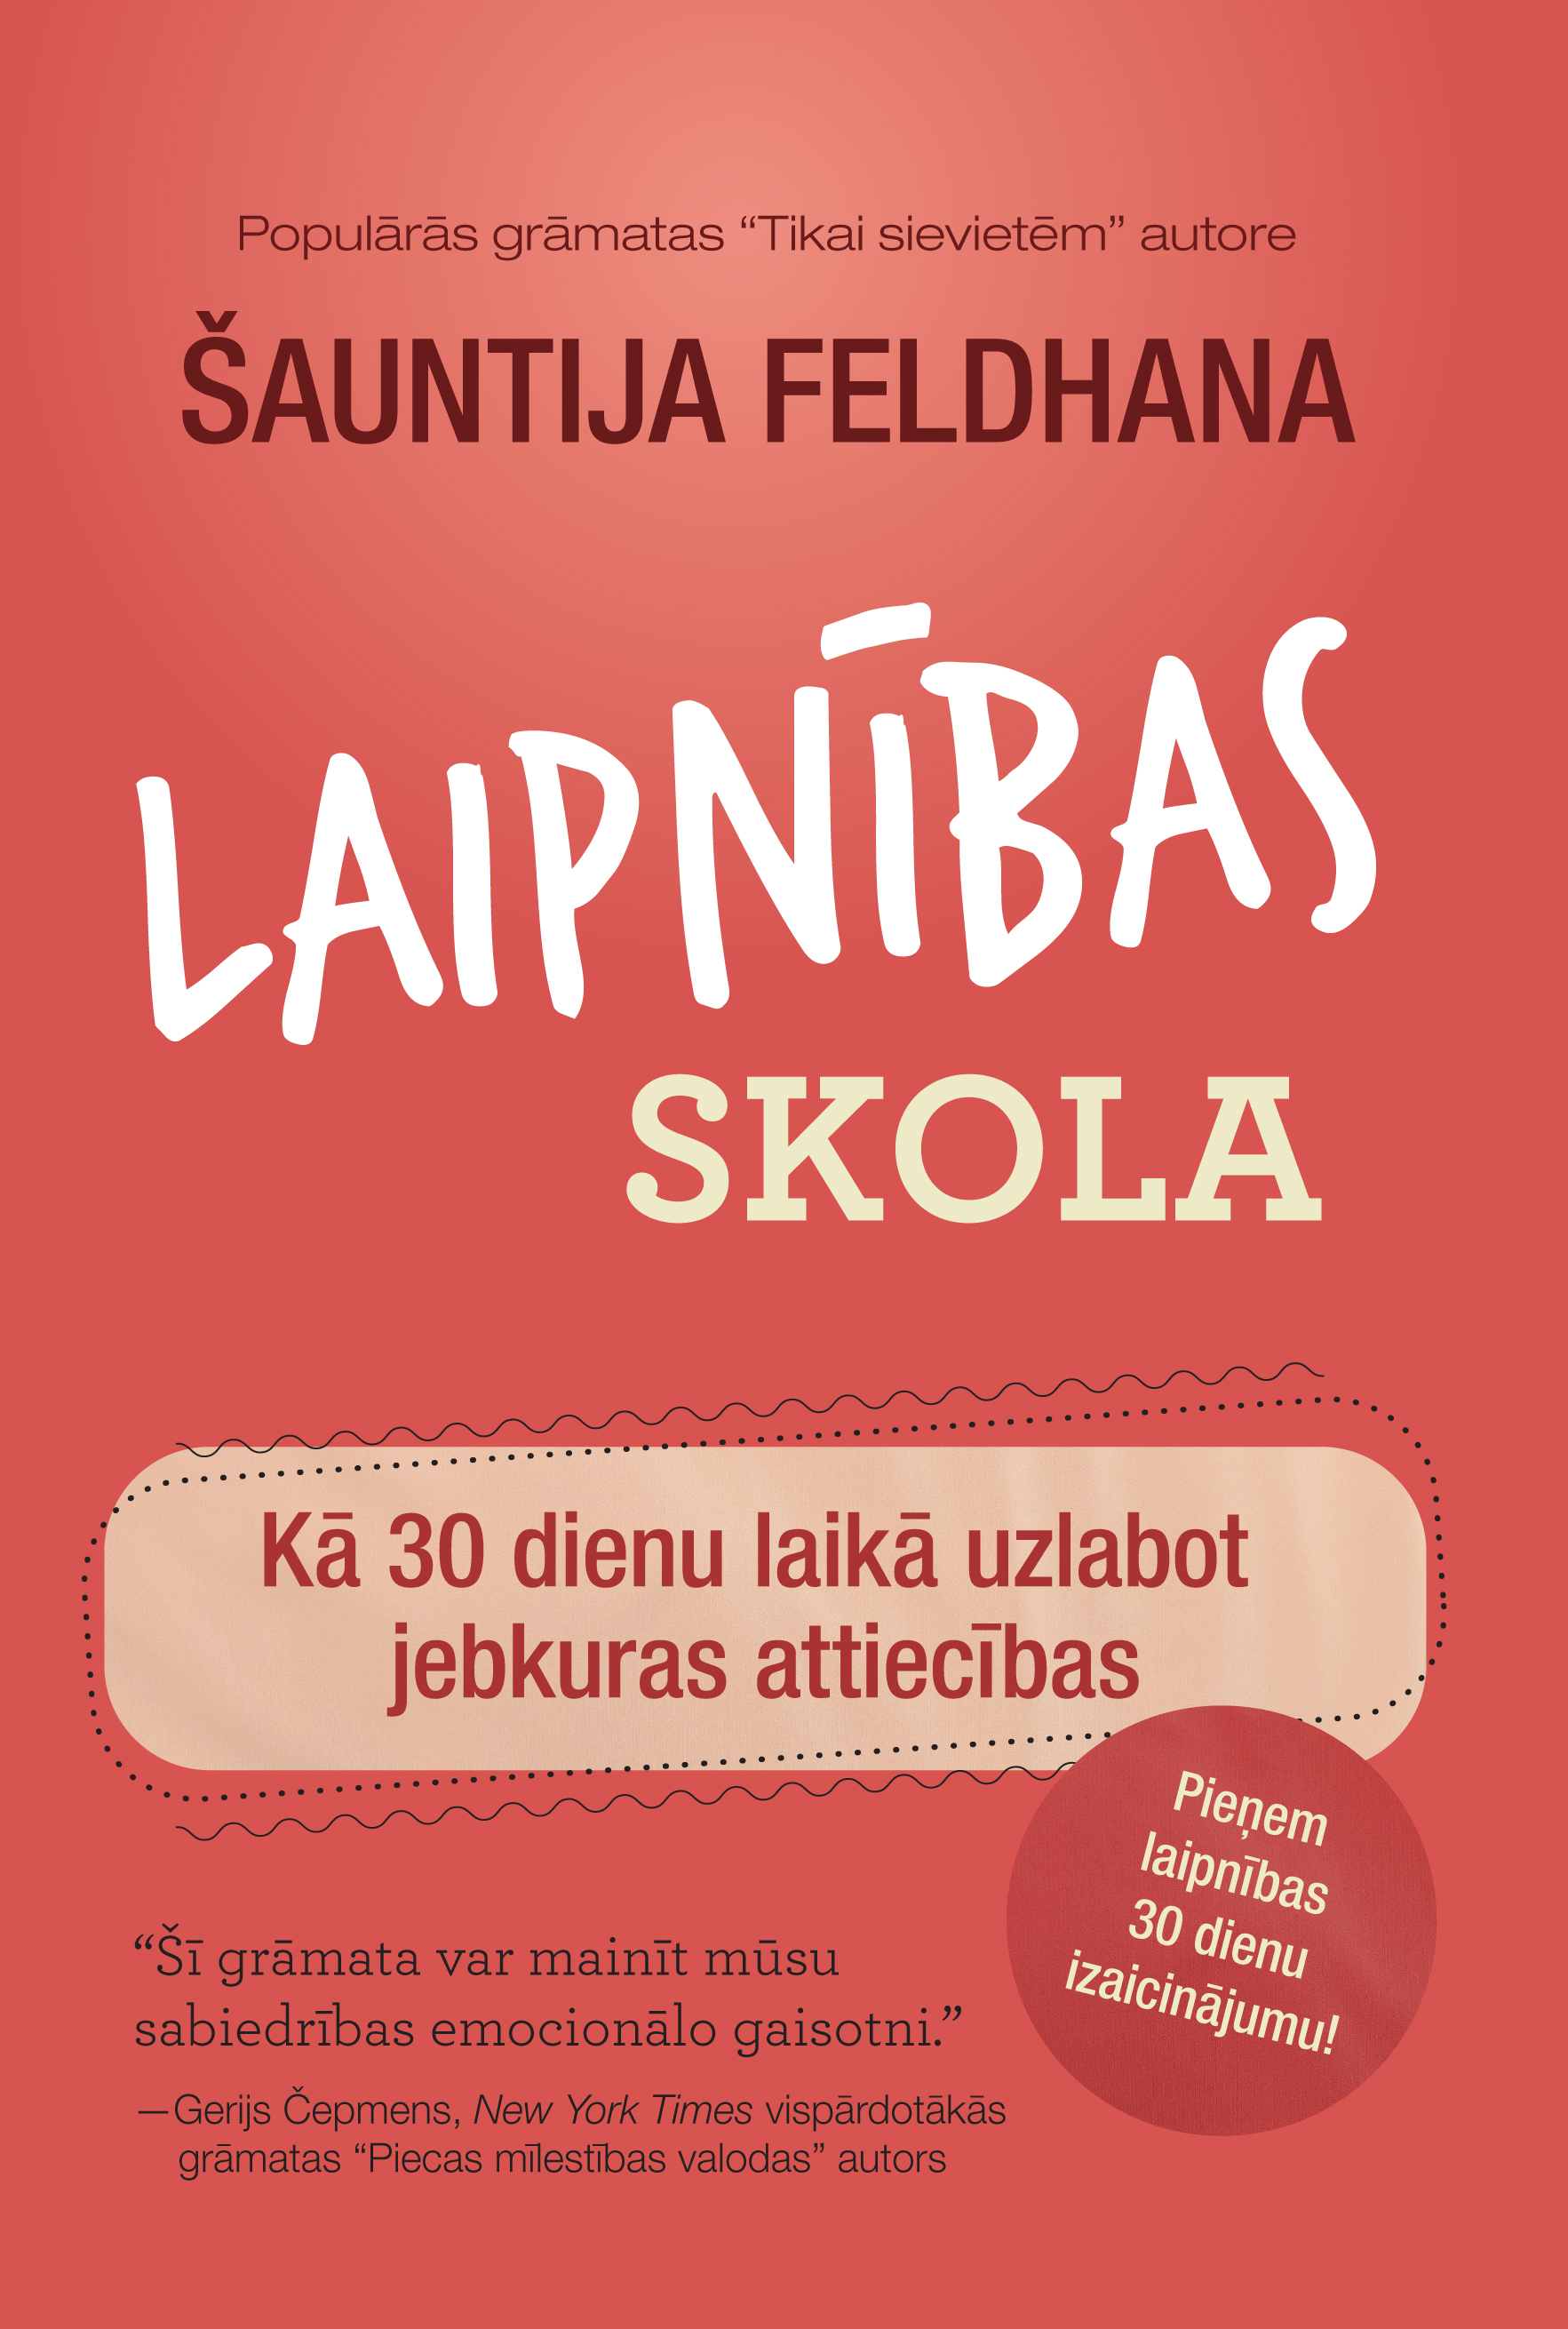 Populārās grāmatas “Tikai sievietēm” autore
ŠAUNTIJA FELDHANA
LAIPNĪBAS
SKOLA
Kā 30 dienu laikā uzlabot
jebkuras attiecības
Pieņem
laipnības
30 dienu
izaicinājumu!
“Šī grāmata var mainīt mūsu
sabiedrības emocionālo gaisotni.”
—Gerijs Čepmens, New York Times vispārdotākās
grāmatas “Piecas mīlestības valodas” autors